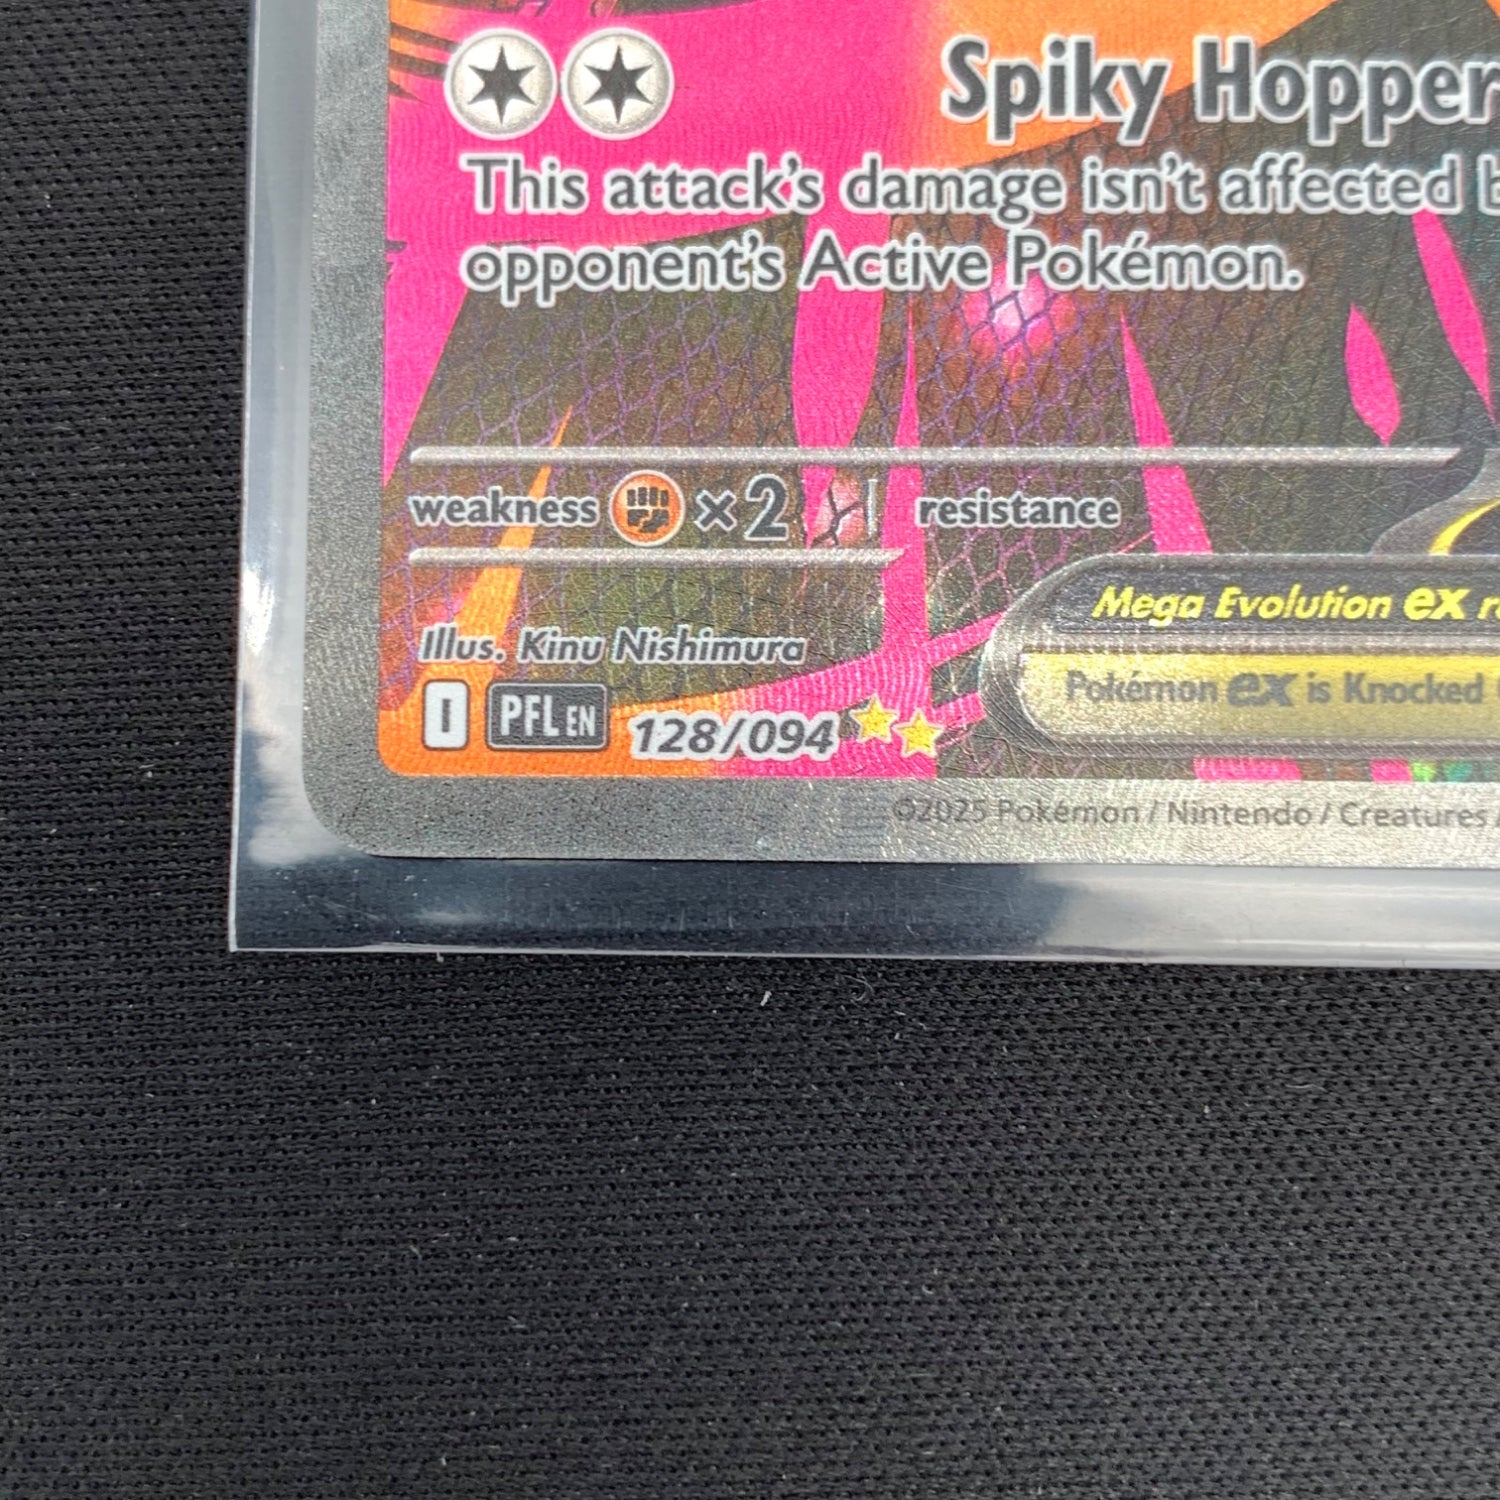 Spiky Hopper
This attack's damage isn't affected
opponent's Active Pokémon.
weakness ×2 resistance
Mega Evolution ex
Pokémon ex is Knocked
Illus. Kinu Nishimura
I PFL EN 128/094
©2025 Pokémon / Nintendo / Creatures /